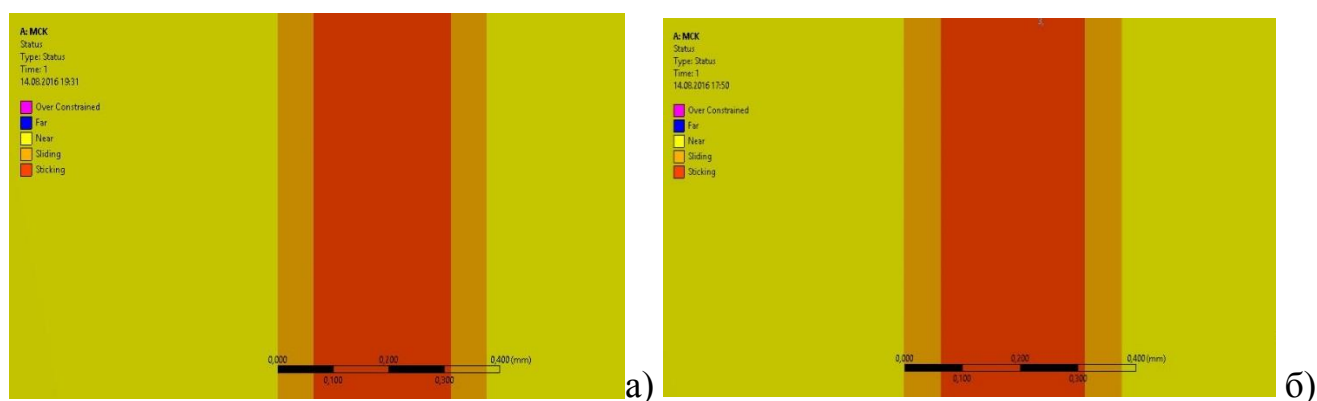 A: МСК
Status
Type: Status
Time: 1
14.08.2016 19:31
Over Constrained
Far
Near
Sliding
Sticking
0,000 0,200 0,400 (mm)
0,100 0,300
а)
A: МСК
Status
Type: Status
Time: 1
14.08.2016 17:50
Over Constrained
Far
Near
Sliding
Sticking
0,000 0,200 0,400 (mm)
0,100 0,300
б)